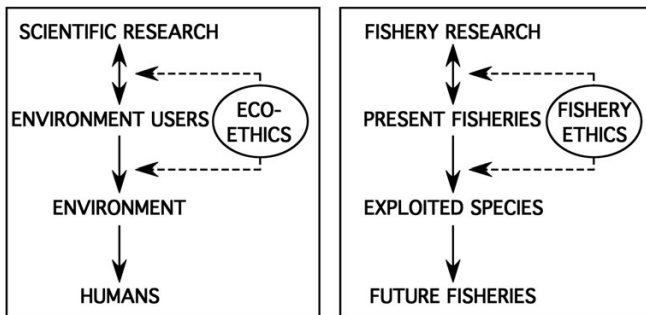 SCIENTIFIC RESEARCH
ENVIRONMENT USERS
ECO-
ETHICS
ENVIRONMENT
HUMANS
FISHERY RESEARCH
PRESENT FISHERIES
FISHERY
ETHICS
EXPLOITED SPECIES
FUTURE FISHERIES